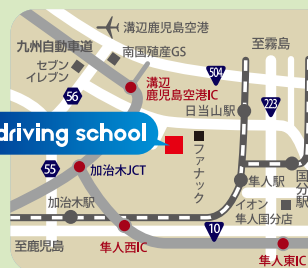 溝辺鹿児島空港
至霧島
九州自動車道
南国殖産GS
セブン
イレブン
504
溝辺
鹿児島空港IC
56
223
日当山駅
driving school
ファナック
55
加治木JCT
国分駅
隼人駅
加治木駅
イオン
隼人国分店
10
至鹿児島
隼人西IC
隼人東IC